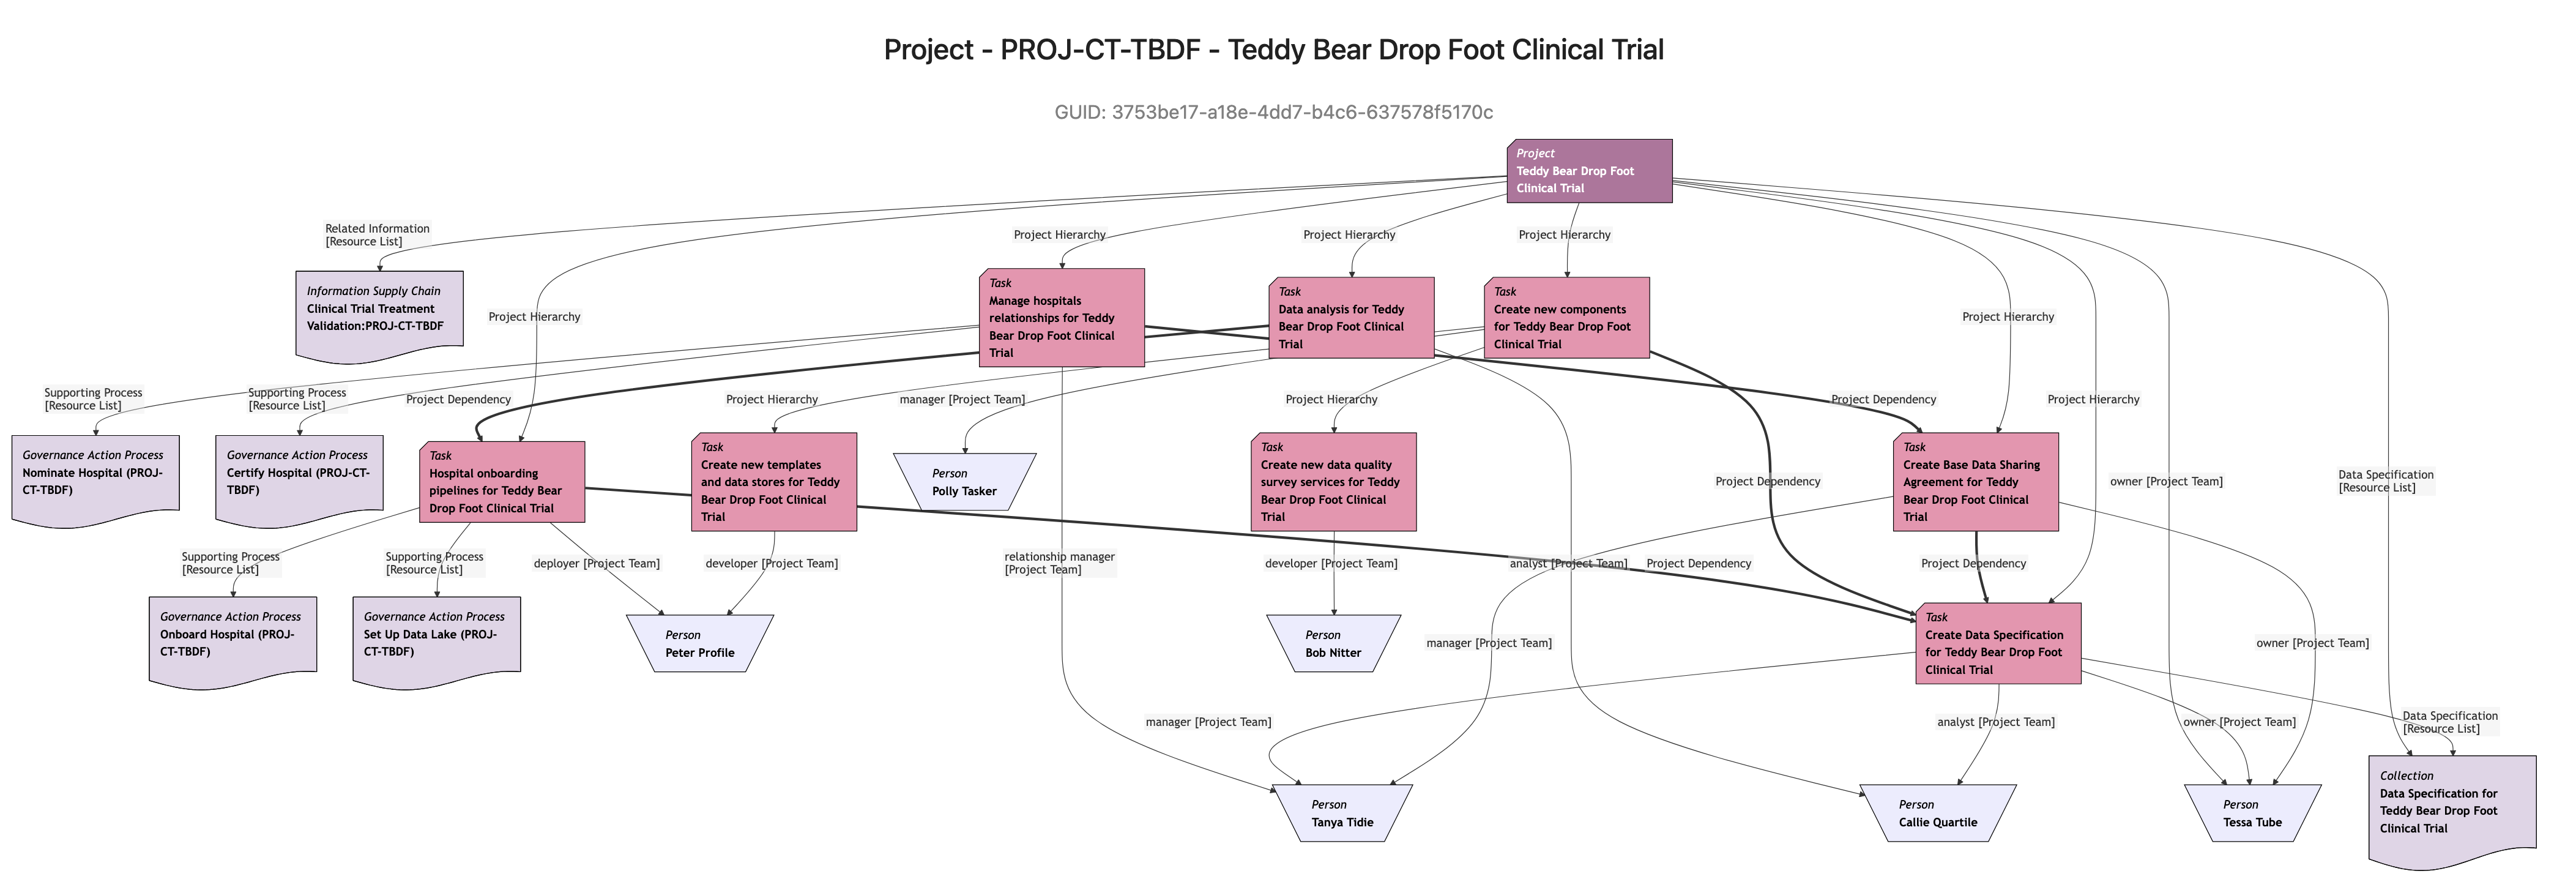 Project - PROJ-CT-TBDF - Teddy Bear Drop Foot Clinical Trial
GUID: 3753be17-a18e-4dd7-b4c6-637578f5170c
Project
Teddy Bear Drop Foot
Clinical Trial
Related Information
[Resource List]
Project Hierarchy
Project Hierarchy
Project Hierarchy
Information Supply Chain
Clinical Trial Treatment
Validation:PROJ-CT-TBDF
Project Hierarchy
Task
Manage hospitals
relationships for Teddy
Bear Drop Foot Clinical
Trial
Task
Data analysis for Teddy
Bear Drop Foot Clinical
Trial
Task
Create new components
for Teddy Bear Drop Foot
Clinical Trial
Project Hierarchy
Supporting Process
[Resource List]
Supporting Process
[Resource List]
Project Dependency
Project Hierarchy
manager [Project Team]
Project Hierarchy
Project Dependency
Project Hierarchy
Governance Action Process
Nominate Hospital (PROJ-
CT-TBDF)
Governance Action Process
Certify Hospital (PROJ-CT-
TBDF)
Task
Hospital onboarding
pipelines for Teddy Bear
Drop Foot Clinical Trial
Task
Create new templates
and data stores for Teddy
Bear Drop Foot Clinical
Trial
Person
Polly Tasker
Task
Create new data quality
survey services for Teddy
Bear Drop Foot Clinical
Trial
Project Dependency
Task
Create Base Data Sharing
Agreement for Teddy
Bear Drop Foot Clinical
Trial
owner [Project Team]
Data Specification
[Resource List]
Supporting Process
[Resource List]
Supporting Process
[Resource List]
deployer [Project Team]
developer [Project Team]
relationship manager
[Project Team]
developer [Project Team]
analyst [Project Team]
Project Dependency
Project Dependency
Governance Action Process
Onboard Hospital (PROJ-
CT-TBDF)
Governance Action Process
Set Up Data Lake (PROJ-
CT-TBDF)
Person
Peter Profile
Person
Bob Nitter
manager [Project Team]
Task
Create Data Specification
for Teddy Bear Drop Foot
Clinical Trial
owner [Project Team]
manager [Project Team]
analyst [Project Team]
owner [Project Team]
Data Specification
[Resource List]
Person
Tanya Tidie
Person
Callie Quartile
Person
Tessa Tube
Collection
Data Specification for
Teddy Bear Drop Foot
Clinical Trial